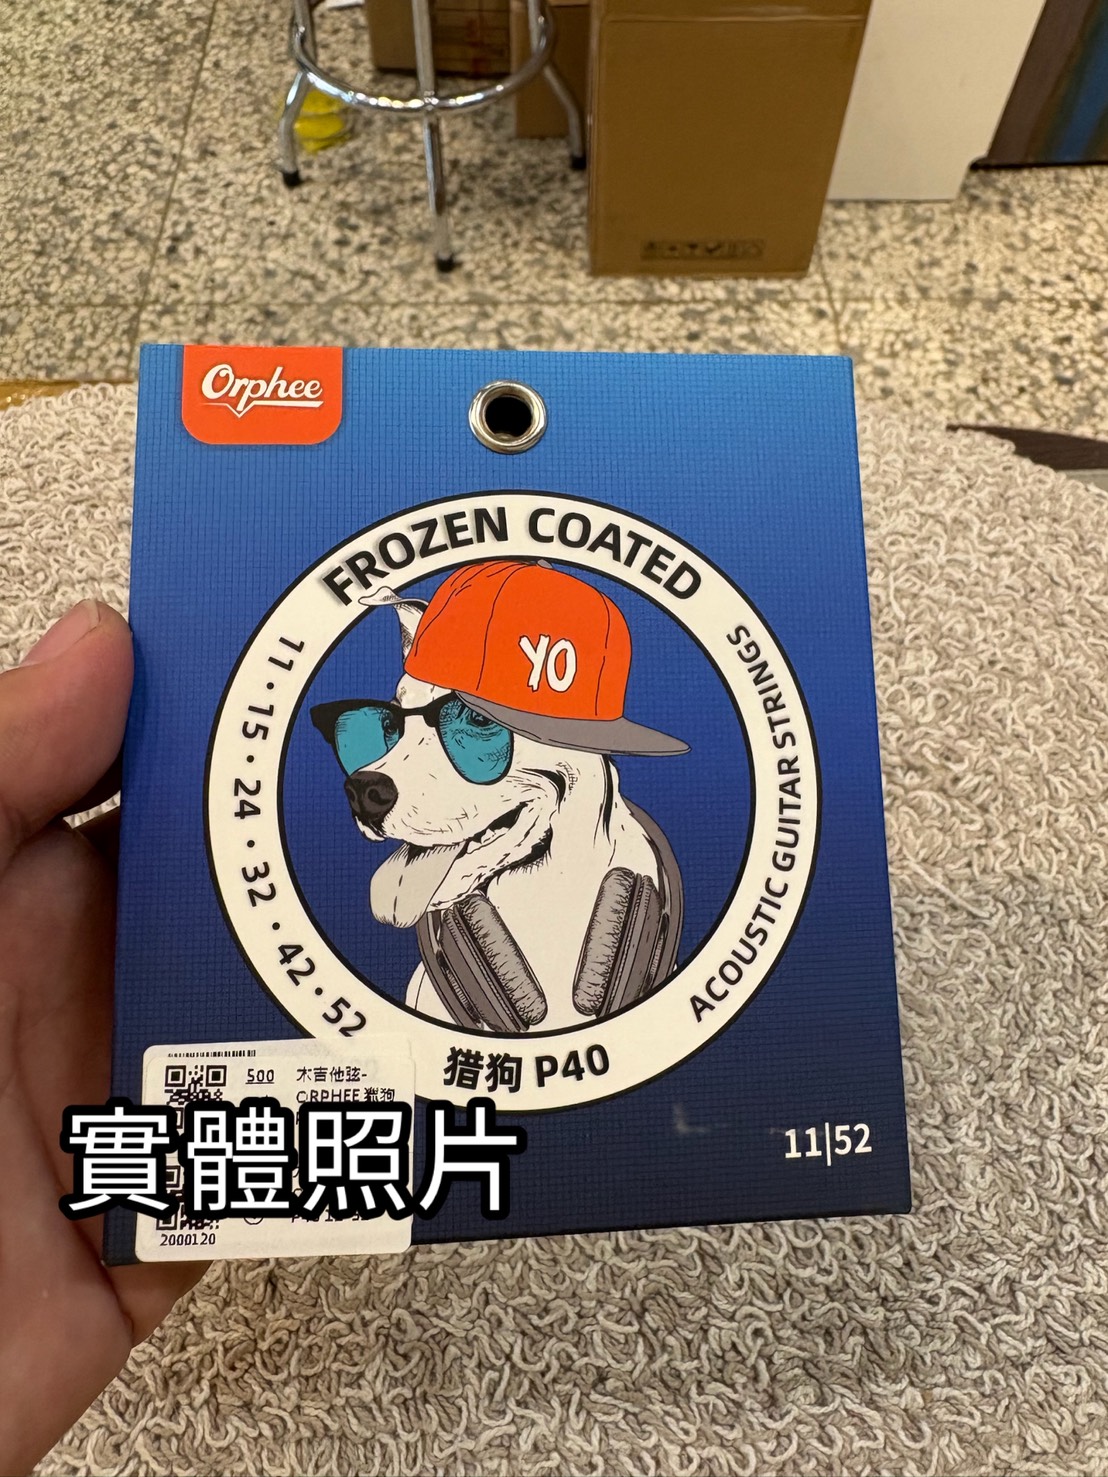 Orphee
FROZEN COATED
YO
11·15·24·32·42·52
ACOUSTIC GUITAR STRINGS
猎狗 P40
11|52
500
木吉他弦-
ORPHEE 獵狗
實體照片
2000120